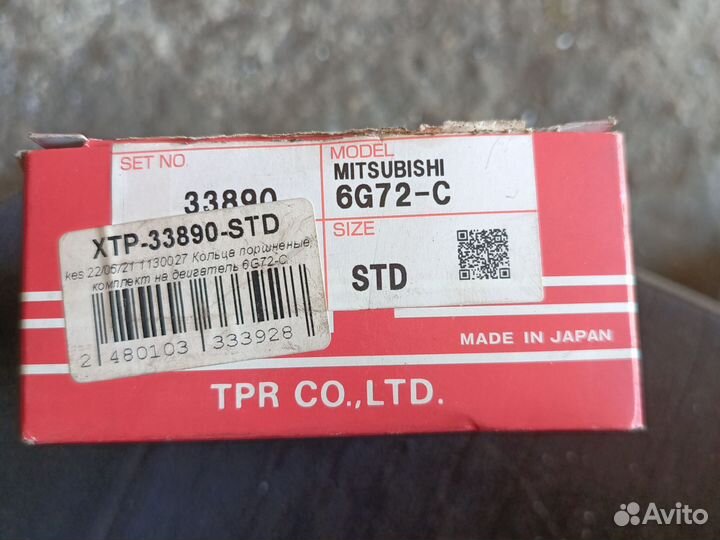 SET NO.
33890
MODEL
MITSUBISHI
6G72-C
SIZE
STD
XTP-33890-STD
kes 22/05/21 1130027 Кольца поршневые,
комплект на двигатель 6G72-C
2 480103 333928
MADE IN JAPAN
TPR CO.,LTD.
Avito